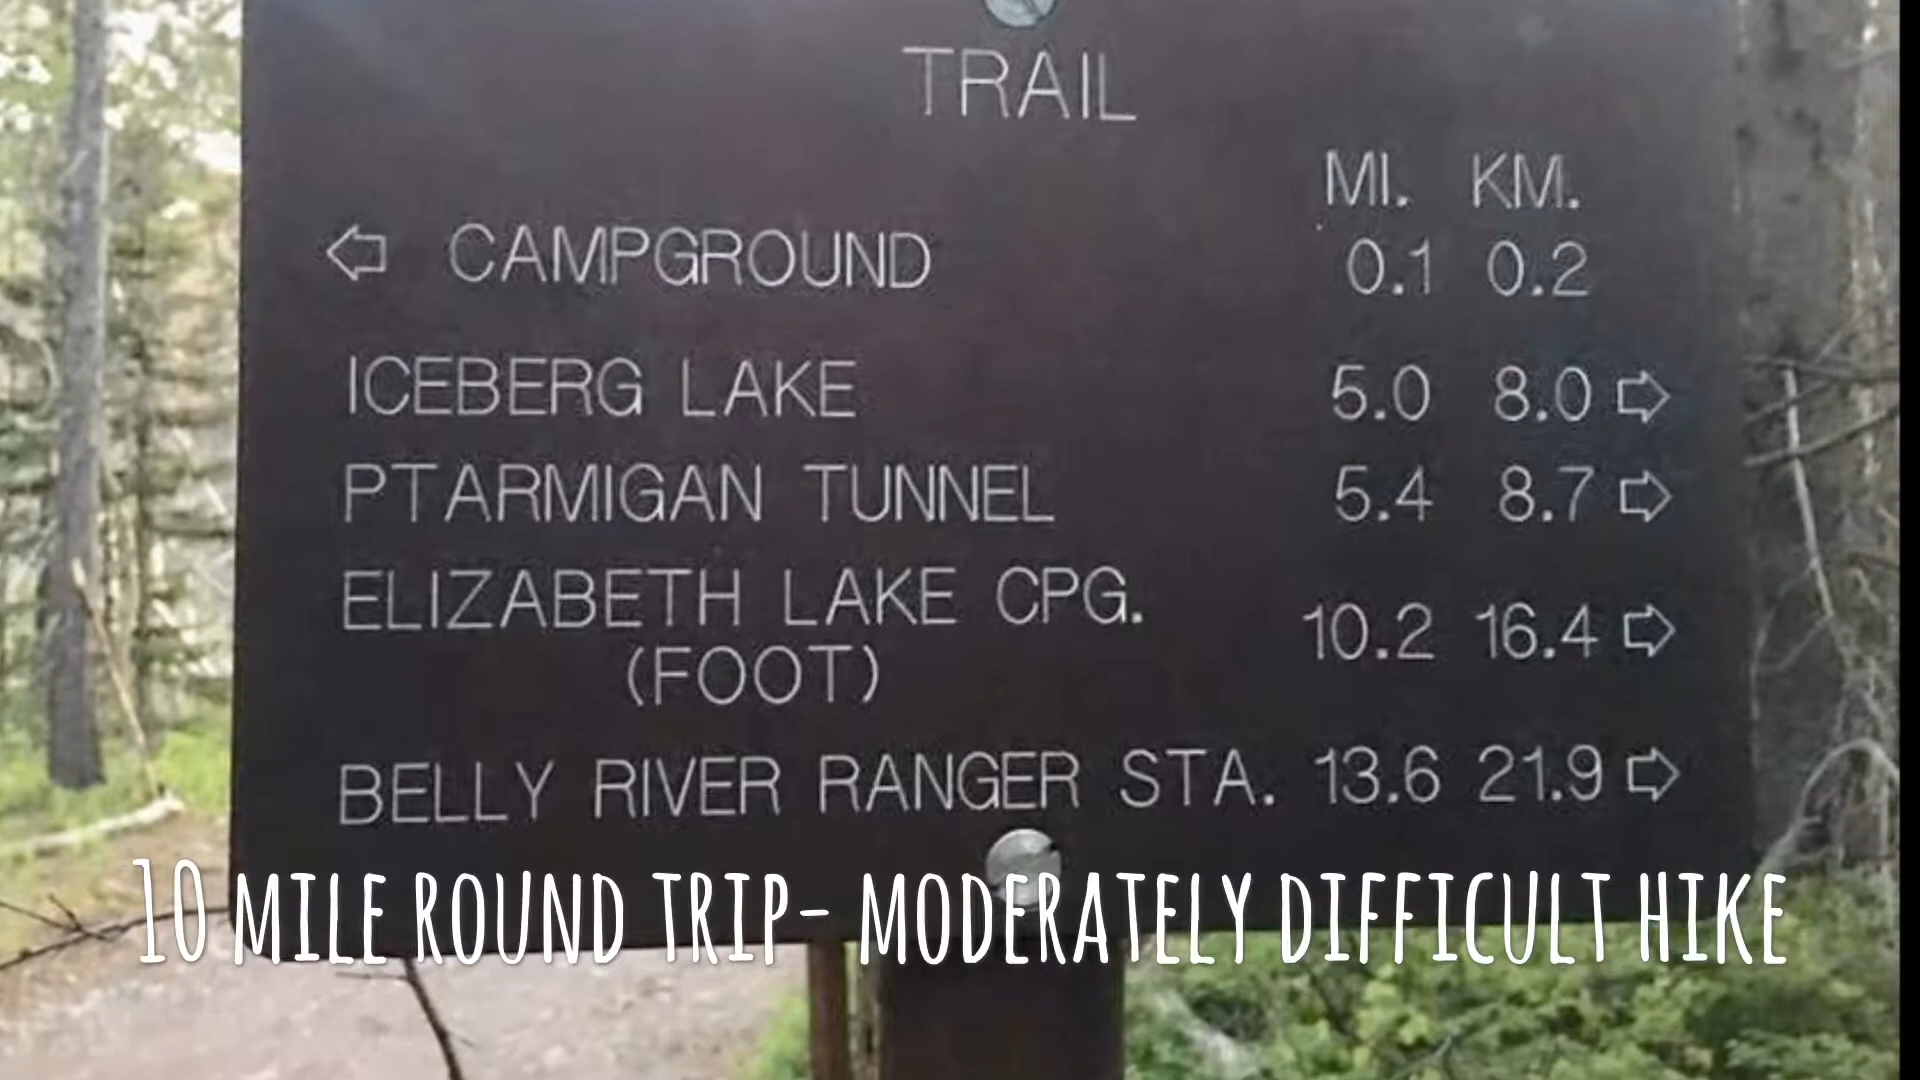 TRAIL
MI. KM.
CAMPGROUND 0.1 0.2
ICEBERG LAKE 5.0 8.0
PTARMIGAN TUNNEL 5.4 8.7
ELIZABETH LAKE CPG. 10.2 16.4
(FOOT)
BELLY RIVER RANGER STA. 13.6 21.9
10 MILE ROUND TRIP- MODERATELY DIFFICULT HIKE